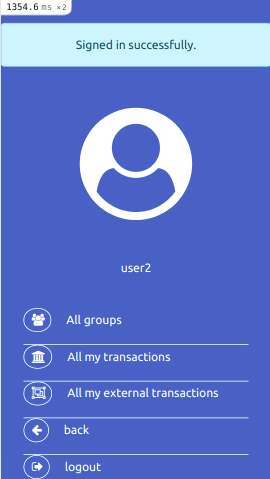 1354.6 ms ×2
Signed in successfully.
user2
All groups
All my transactions
All my external transactions
back
logout